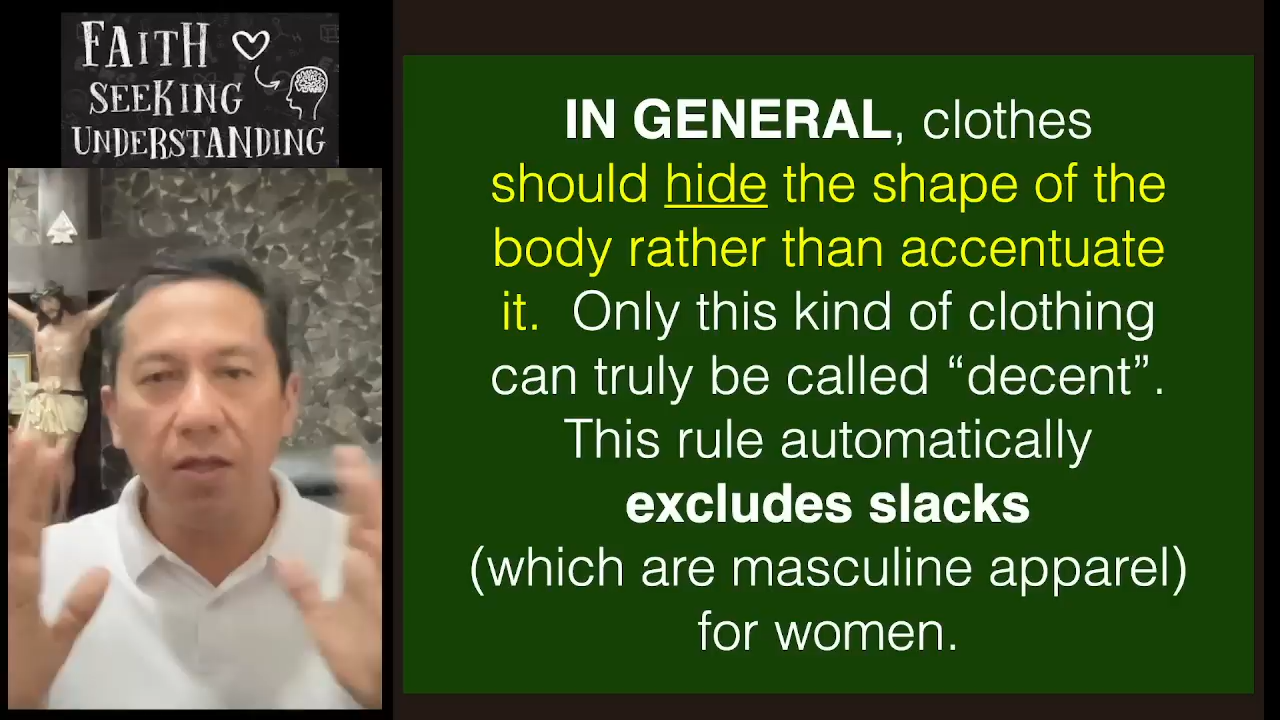 FAITH
SEEKING
UNDERSTANDING
IN GENERAL, clothes
should hide the shape of the
body rather than accentuate
it. Only this kind of clothing
can truly be called “decent”.
This rule automatically
excludes slacks
(which are masculine apparel)
for women.